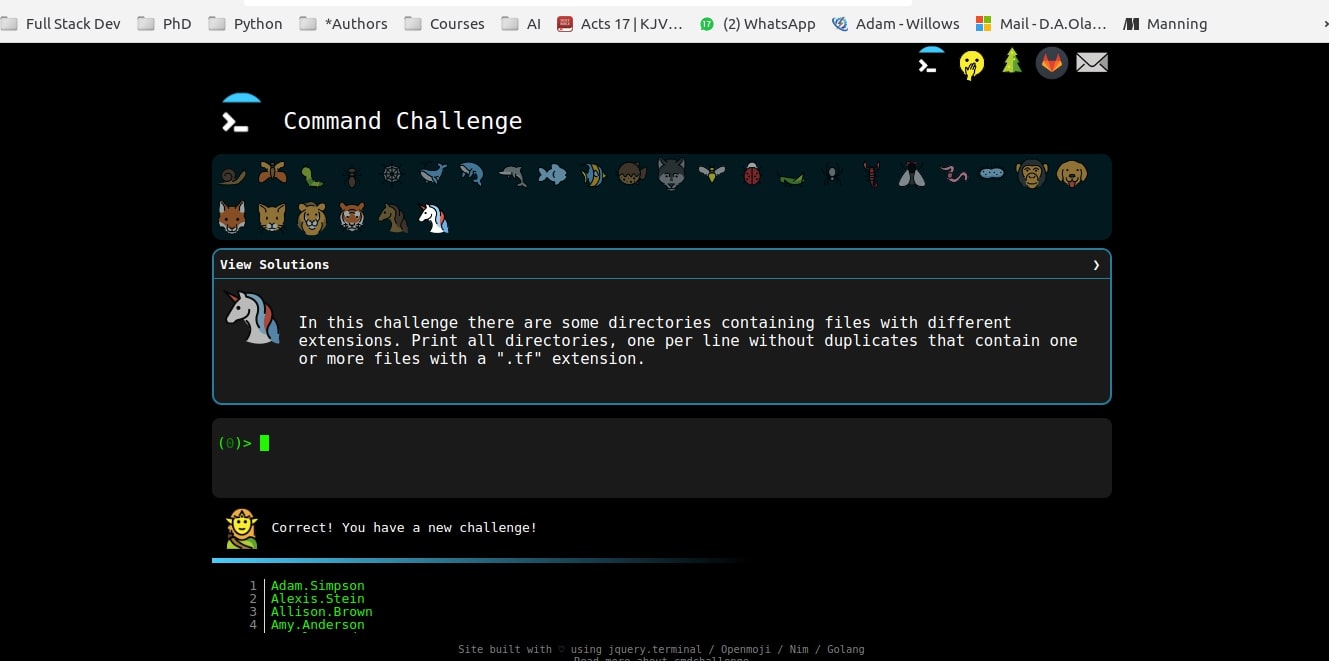 Full Stack Dev PhD Python *Authors Courses AI Acts 17 | KJV… (2) WhatsApp Adam - Willows Mail - D.A.Ola… Manning
Command Challenge
View Solutions ❯
In this challenge there are some directories containing files with different
extensions. Print all directories, one per line without duplicates that contain one
or more files with a ".tf" extension.
(0)>
Correct! You have a new challenge!
1 Adam.Simpson
2 Alexis.Stein
3 Allison.Brown
4 Amy.Anderson
Site built with ♡ using jquery.terminal / Openmoji / Nim / Golang
Read more about cmdchallenge